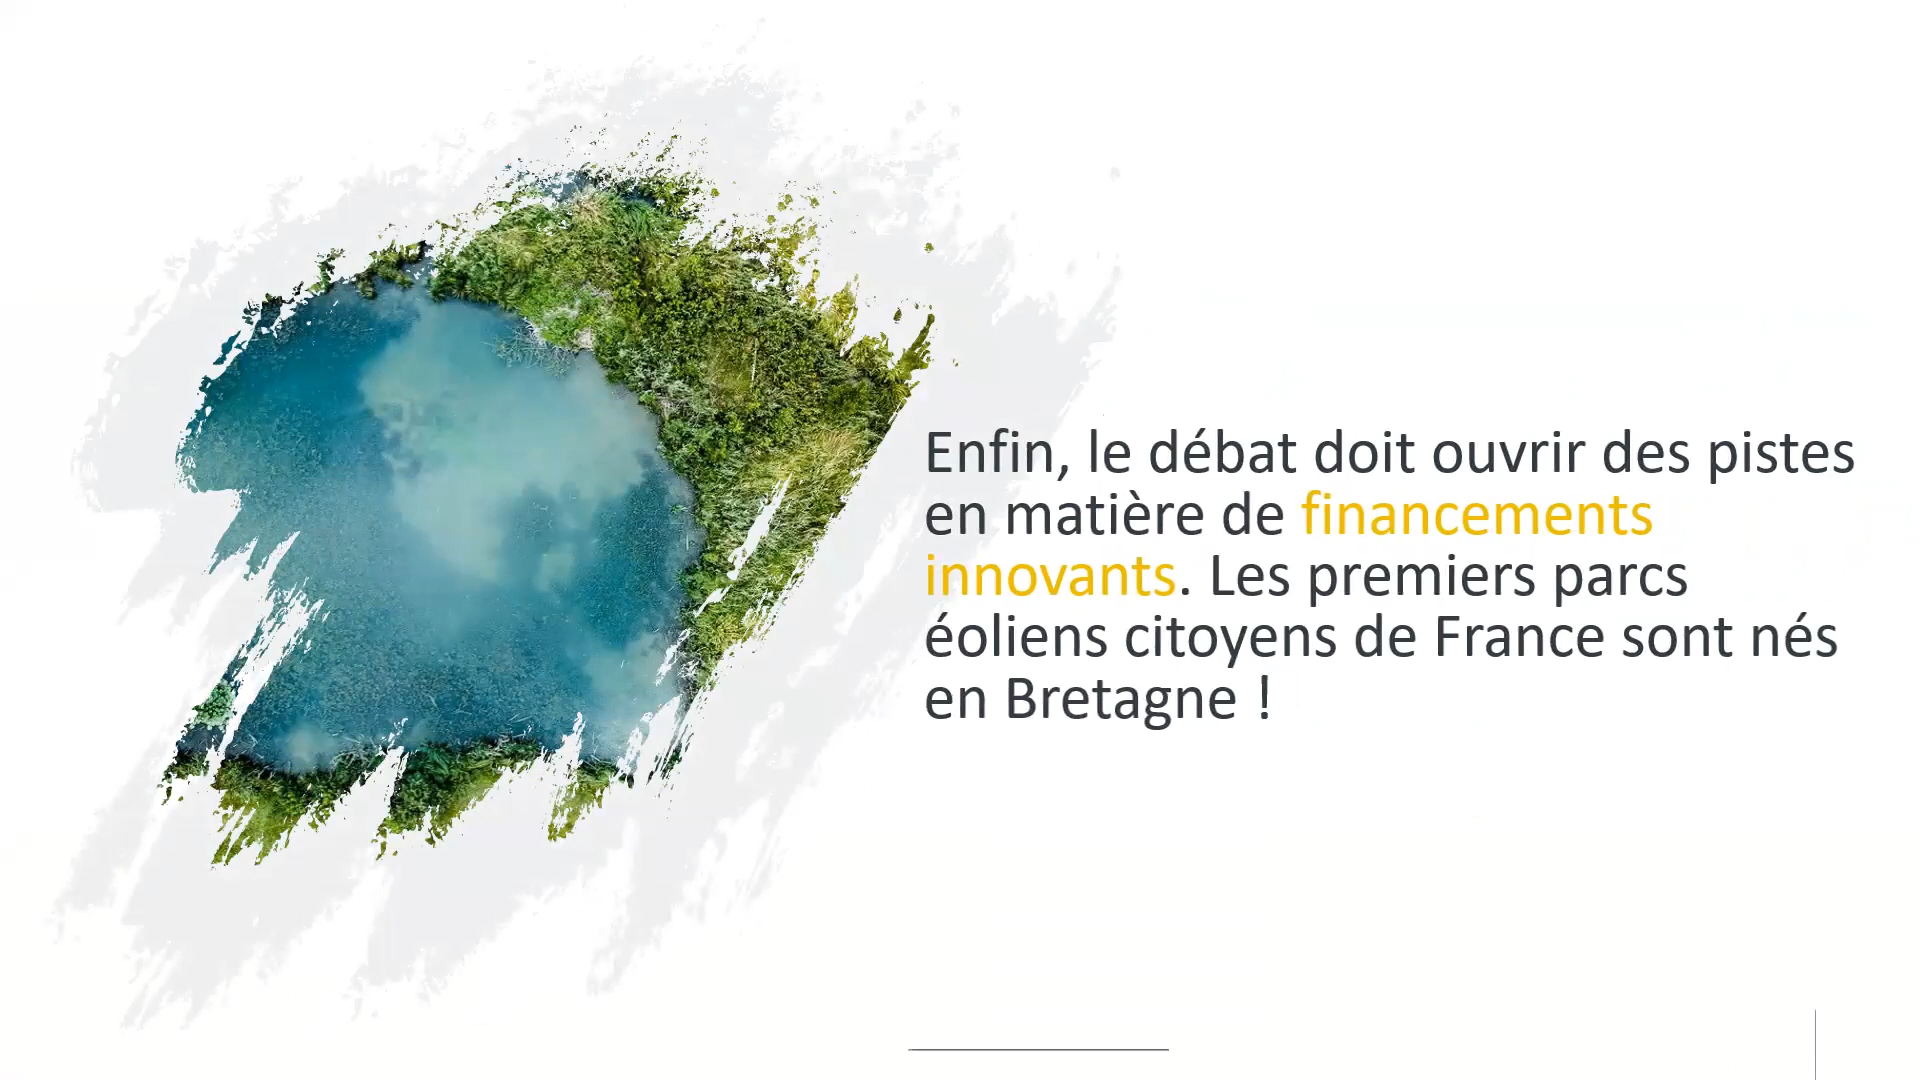 Enfin, le débat doit ouvrir des pistes
en matière de financements
innovants. Les premiers parcs
éoliens citoyens de France sont nés
en Bretagne !